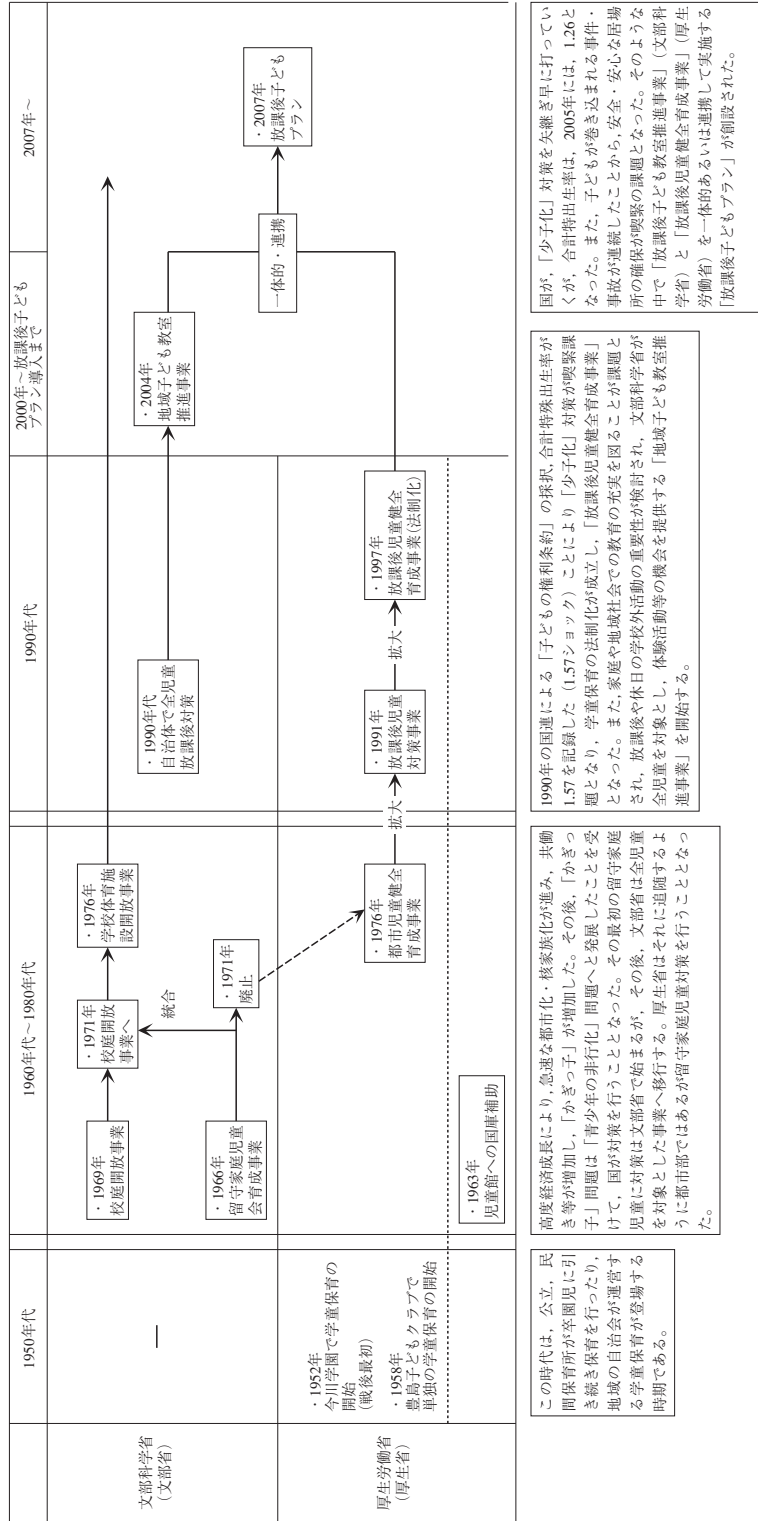 1950年代
1960年代～1980年代
1990年代
2000年～放課後子ども
プラン導入まで
2007年～
文部科学省
（文部省）
―
・1969年
校庭開放事業
・1971年
校庭開放
事業へ
・1976年
学校体育施
設開放事業
統合
・1966年
留守家庭児童
会育成事業
・1971年
廃止
・1990年代
自治体で全児童
放課後対策
・2004年
地域子ども教室
推進事業
一体的・連携
・2007年
放課後子ども
プラン
厚生労働省
（厚生省）
・1952年
今川学園で学童保育の
開始
（戦後最初）
・1958年
豊島子どもクラブで
単独の学童保育の開始
・1976年
都市児童健全
育成事業
拡大
・1991年
放課後児童
対策事業
拡大
・1997年
放課後児童健全
育成事業（法制化）
・1963年
児童館への国庫補助
この時代は，公立，民
間保育所が卒園児に引
き続き保育を行ったり，
地域の自治会が運営す
る学童保育が登場する
時期である。
高度経済成長により，急速な都市化・核家族化が進み，共働
き等が増加し，「かぎっ子」が増加した。その後，「かぎっ
子」問題は「青少年の非行化」問題へと発展したことを受
けて，国が対策を行うこととなった。その最初の留守家庭
児童に対策は文部省で始まるが，その後，文部省は全児童
を対象とした事業へ移行する。厚生省はそれに追随するよ
うに都市部ではあるが留守家庭児童対策を行うこととなっ
た。
1990年の国連による「子どもの権利条約」の採択，合計特殊出生率が
1.57を記録した（1.57ショック）ことにより「少子化」対策が喫緊課
題となり，学童保育の法制化が成立し，「放課後児童健全育成事業」
となった。また，家庭や地域社会での教育の充実を図ることが課題と
され，放課後や休日の学校外活動の重要性が検討され，文部科学省が
全児童を対象とし，体験活動等の機会を提供する「地域子ども教室推
進事業」を開始する。
国が，「少子化」対策を矢継ぎ早に打ってい
くが，合計特出生率は，2005年には，1.26と
なった。また，子どもが巻き込まれる事件・
事故が連続したことから，安全・安心な居場
所の確保が喫緊の課題となった。そのような
中で「放課後子ども教室推進事業」（文部科
学省）と「放課後児童健全育成事業」（厚生
労働省）を一体的あるいは連携して実施する
「放課後子どもプラン」が創設された。